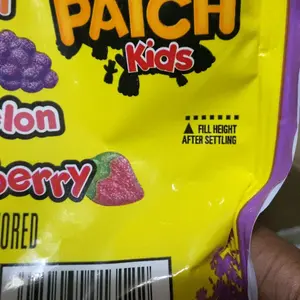 PATCH
Kids
lon
▲ FILL HEIGHT
AFTER SETTLING
berry
ORED